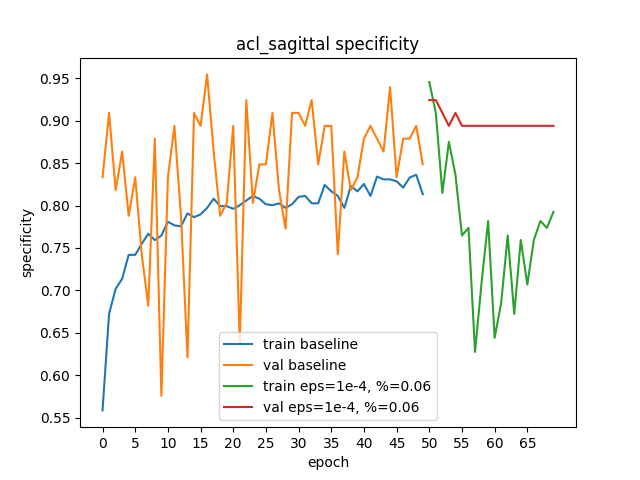 acl_sagittal specificity
specificity
0.95
0.90
0.85
0.80
0.75
0.70
0.65
0.60
0.55
train baseline
val baseline
train eps=1e-4, %=0.06
val eps=1e-4, %=0.06
0 5 10 15 20 25 30 35 40 45 50 55 60 65
epoch